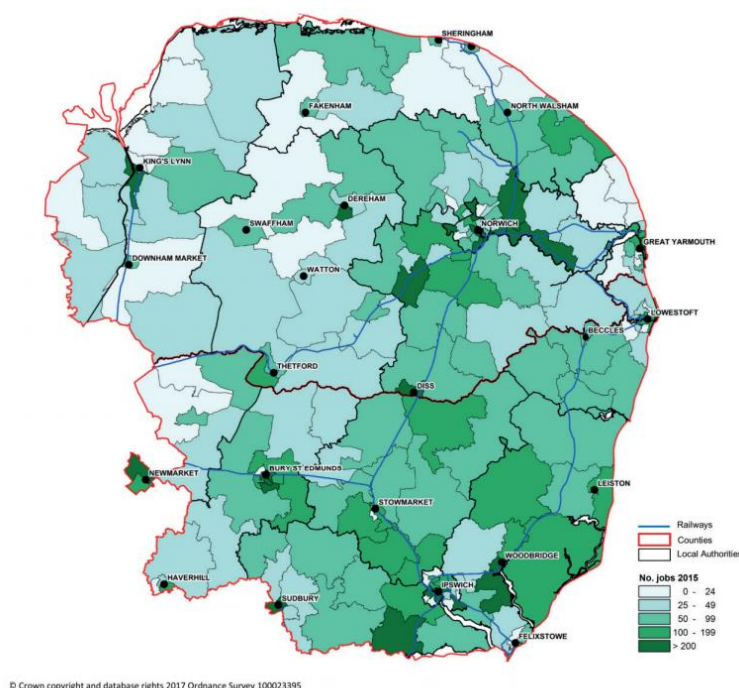 SHERINGHAM
FAKENHAM
NORTH WALSHAM
KING'S LYNN
DEREHAM
SWAFFHAM
NORWICH
GREAT YARMOUTH
DOWNHAM MARKET
WATTON
LOWESTOFT
BECCLES
THETFORD
DISS
NEWMARKET
BURY ST EDMUNDS
LEISTON
STOWMARKET
WOODBRIDGE
HAVERHILL
IPSWICH
SUDBURY
FELIXSTOWE
Railways
Counties
Local Authorities
No. jobs 2015
0 - 24
25 - 49
50 - 99
100 - 199
> 200
© Crown copyright and database rights 2017 Ordnance Survey 100023395